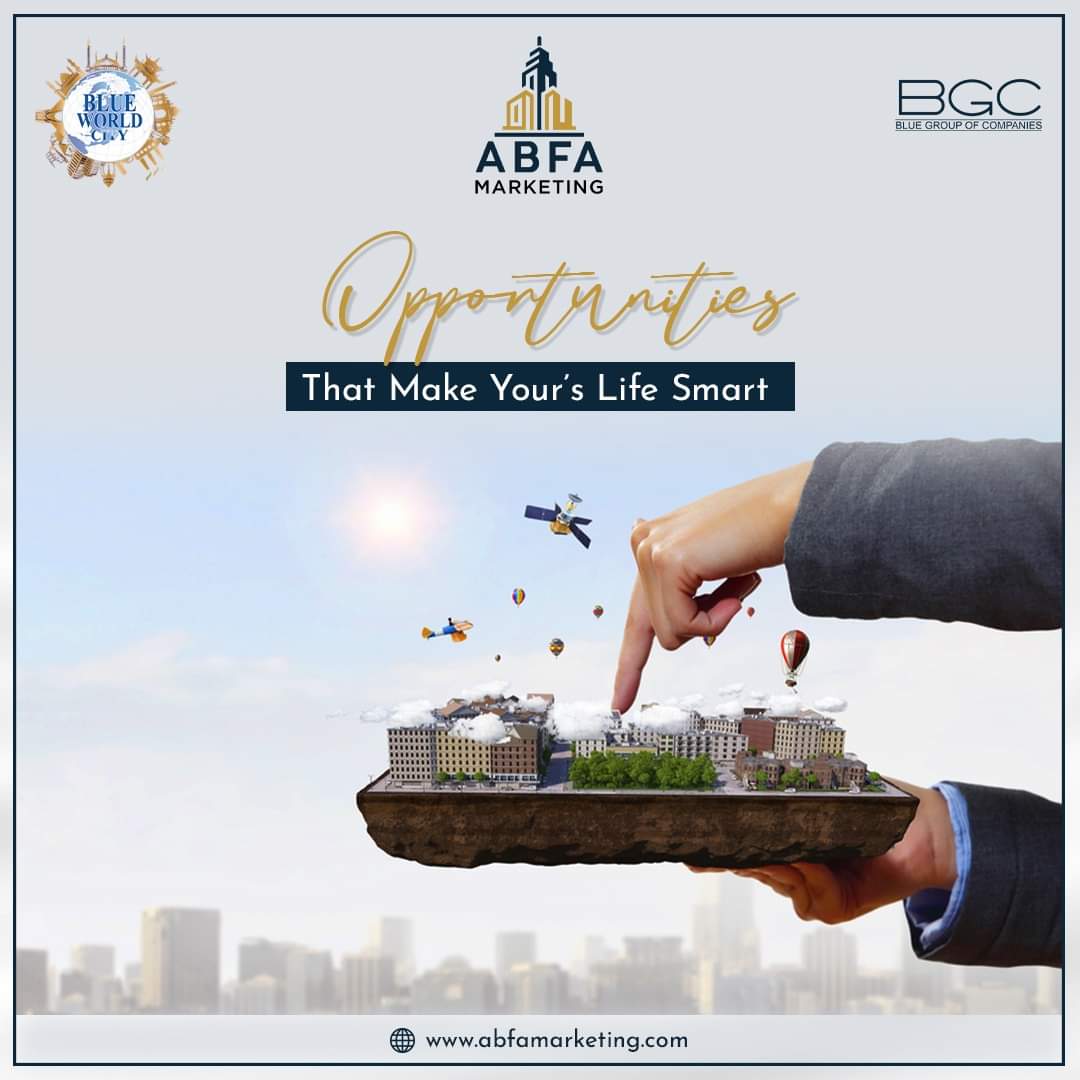 BLUE
WORLD
CITY
ABFA
MARKETING
BGC
BLUE GROUP OF COMPANIES
Opportunities
That Make Your's Life Smart
www.abfamarketing.com